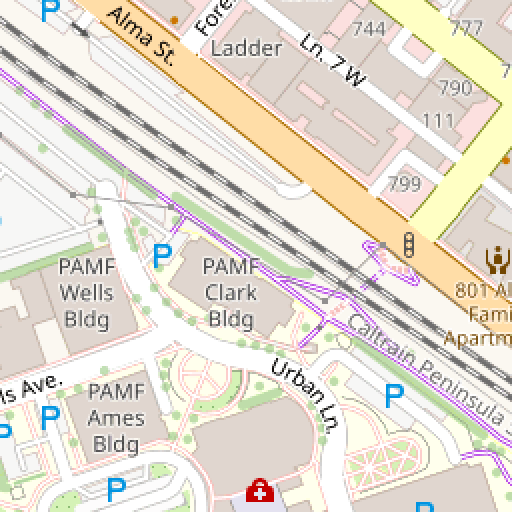 P
Alma St.
Fore
Ladder
Ln. 7 W
744
777
790
111
799
P
PAMF
Wells
Bldg
PAMF
Clark
Bldg
801 Al
Fami
Apartm
Caltrain Peninsula
ls Ave.
Urban Ln.
PAMF
Ames
Bldg
P
P
P
P
P